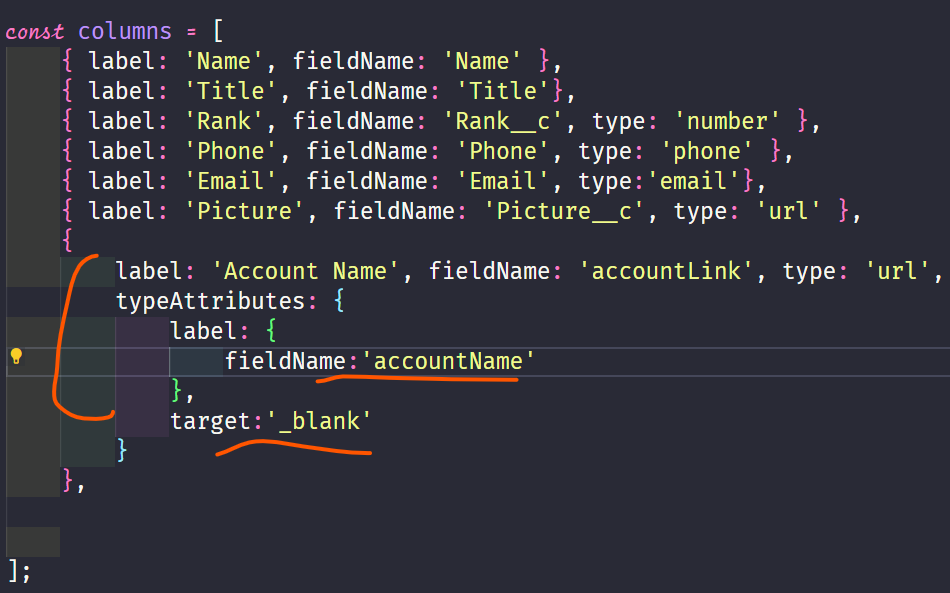 const columns = [
{ label: 'Name', fieldName: 'Name' },
{ label: 'Title', fieldName: 'Title'},
{ label: 'Rank', fieldName: 'Rank__c', type: 'number' },
{ label: 'Phone', fieldName: 'Phone', type: 'phone' },
{ label: 'Email', fieldName: 'Email', type:'email'},
{ label: 'Picture', fieldName: 'Picture__c', type: 'url' },
{
label: 'Account Name', fieldName: 'accountLink', type: 'url',
typeAttributes: {
label: {
fieldName:'accountName'
},
target:'_blank'
}
},
];